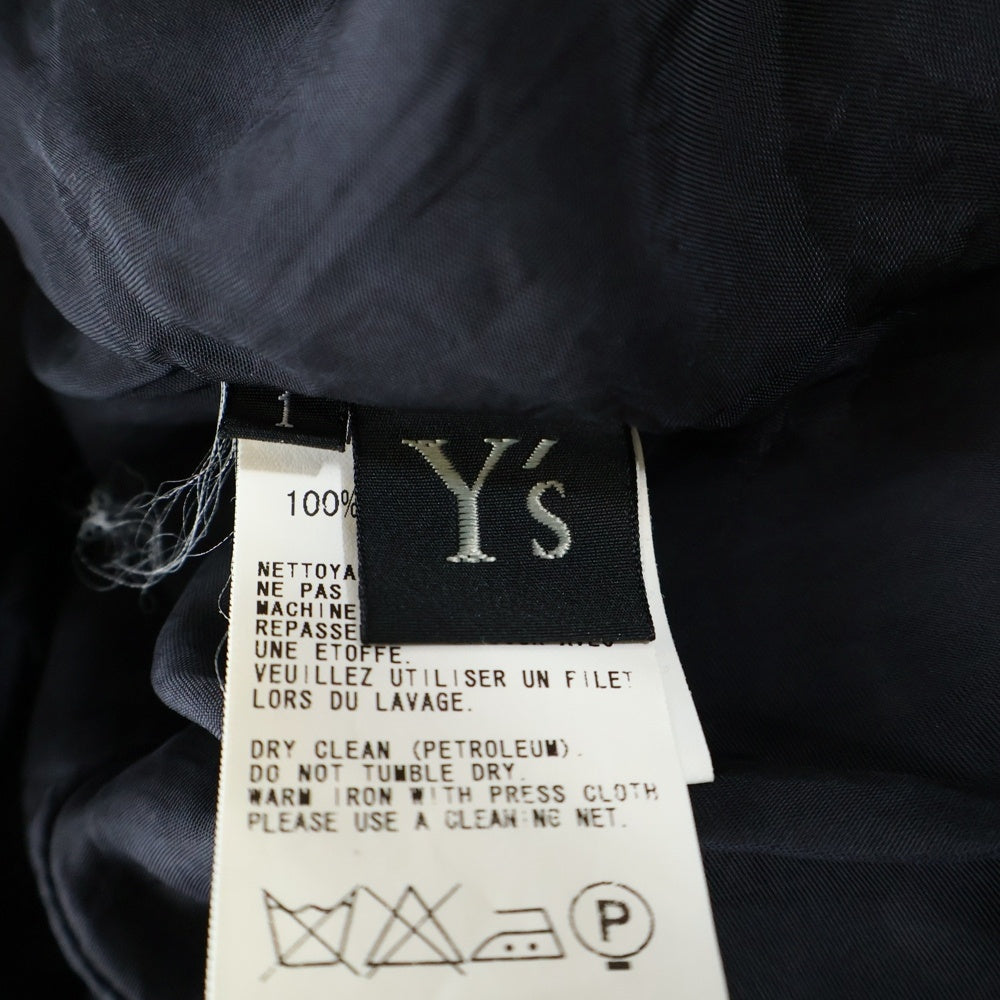 1
Y's
100%
NETTOYA
NE PAS
MACHINE
REPASSE
UNE ETOFFE.
VEUILLEZ UTILISER UN FILET
LORS DU LAVAGE.
DRY CLEAN (PETROLEUM).
DO NOT TUMBLE DRY.
WARM IRON WITH PRESS CLOTH
PLEASE USE A CLEANING NET.
P